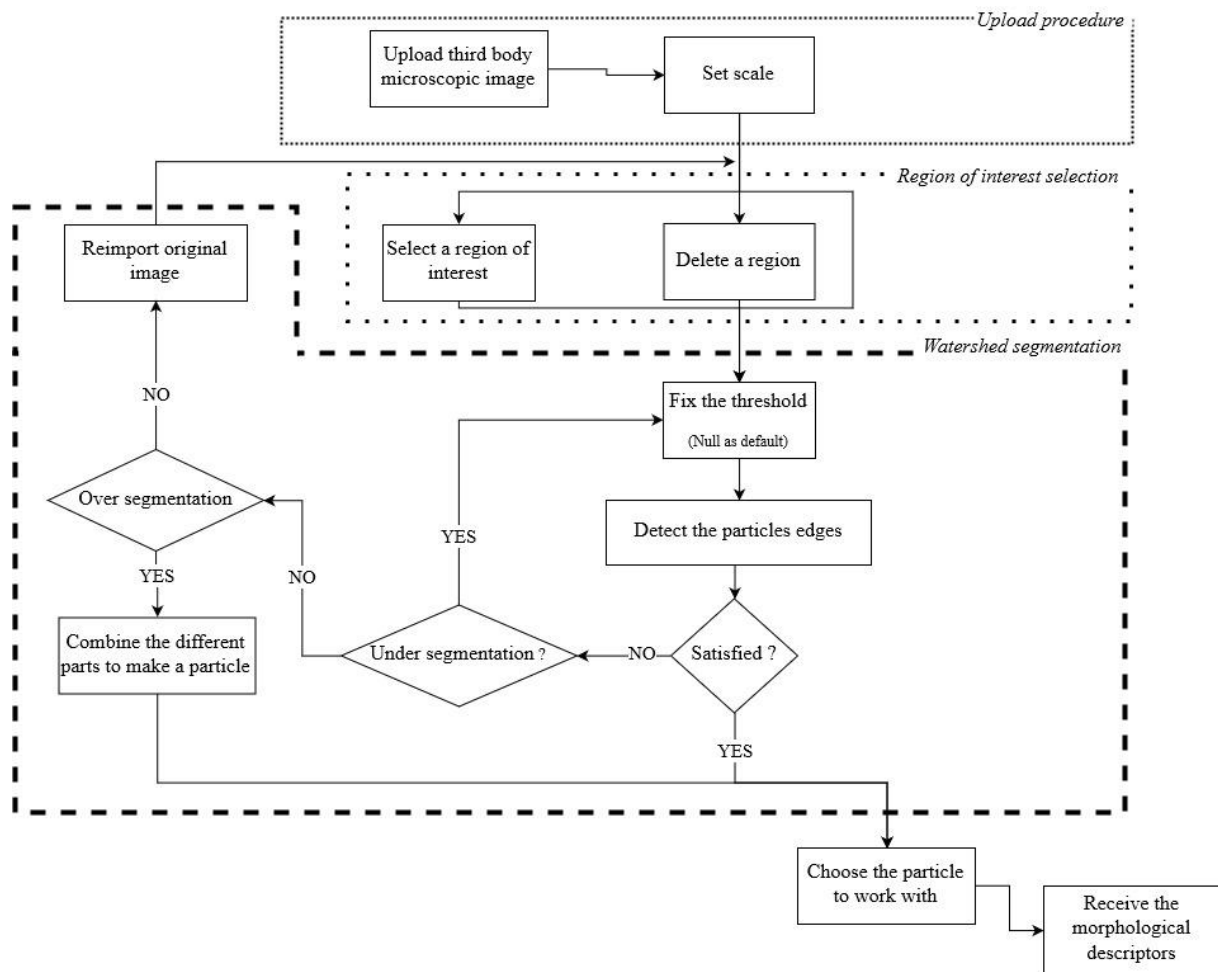 Upload procedure
Upload third body
microscopic image
Set scale
Region of interest selection
Reimport original
image
Select a region of
interest
Delete a region
Watershed segmentation
NO
Fix the threshold
(Null as default)
Over segmentation
YES
Detect the particles edges
NO
YES
Combine the different
parts to make a particle
Under segmentation ?
NO
Satisfied ?
YES
Choose the particle
to work with
Receive the
morphological
descriptors